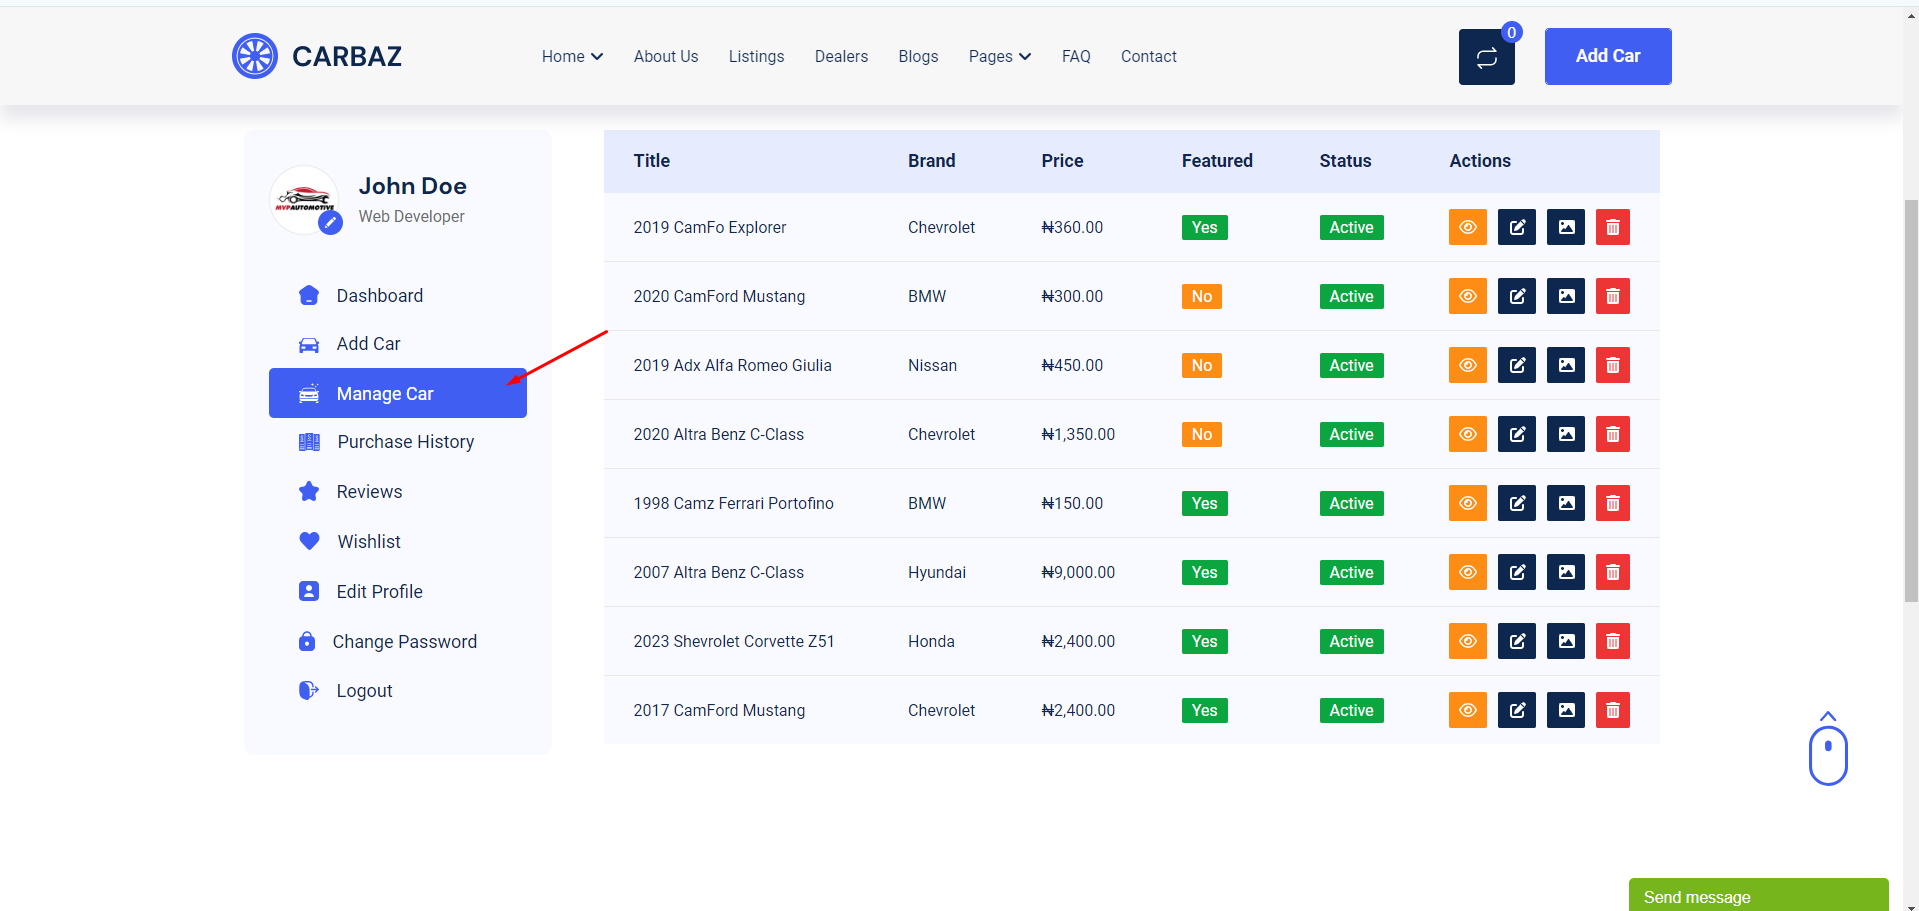 CARBAZ
Home About Us Listings Dealers Blogs Pages FAQ Contact
0
Add Car
MVPAUTOMOTIVE
John Doe
Web Developer
Dashboard
Add Car
Manage Car
Purchase History
Reviews
Wishlist
Edit Profile
Change Password
Logout
Title Brand Price Featured Status Actions
2019 CamFo Explorer Chevrolet ₦360.00 Yes Active
2020 CamFord Mustang BMW ₦300.00 No Active
2019 Adx Alfa Romeo Giulia Nissan ₦450.00 No Active
2020 Altra Benz C-Class Chevrolet ₦1,350.00 No Active
1998 Camz Ferrari Portofino BMW ₦150.00 Yes Active
2007 Altra Benz C-Class Hyundai ₦9,000.00 Yes Active
2023 Shevrolet Corvette Z51 Honda ₦2,400.00 Yes Active
2017 CamFord Mustang Chevrolet ₦2,400.00 Yes Active
Send message